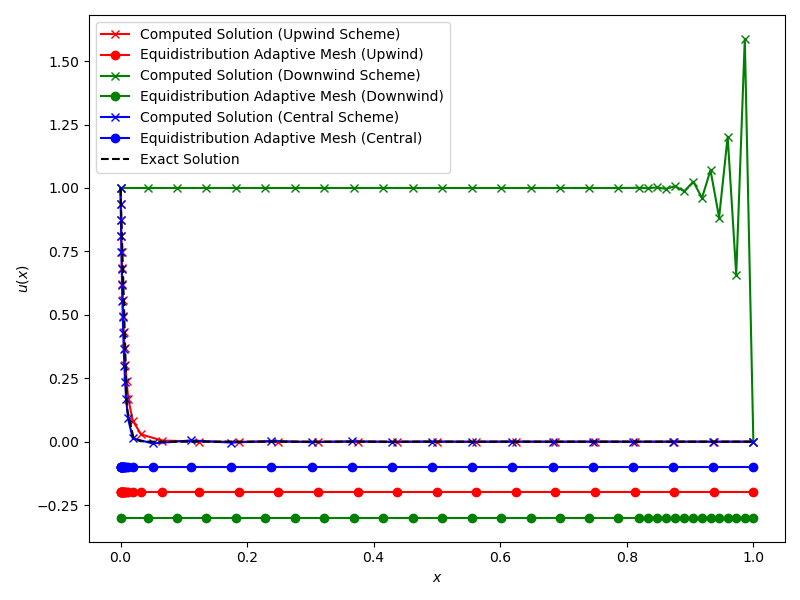 Computed Solution (Upwind Scheme)
Equidistribution Adaptive Mesh (Upwind)
Computed Solution (Downwind Scheme)
Equidistribution Adaptive Mesh (Downwind)
Computed Solution (Central Scheme)
Equidistribution Adaptive Mesh (Central)
Exact Solution
1.50
1.25
1.00
0.75
0.50
0.25
0.00
−0.25
u(x)
0.0 0.2 0.4 0.6 0.8 1.0
x